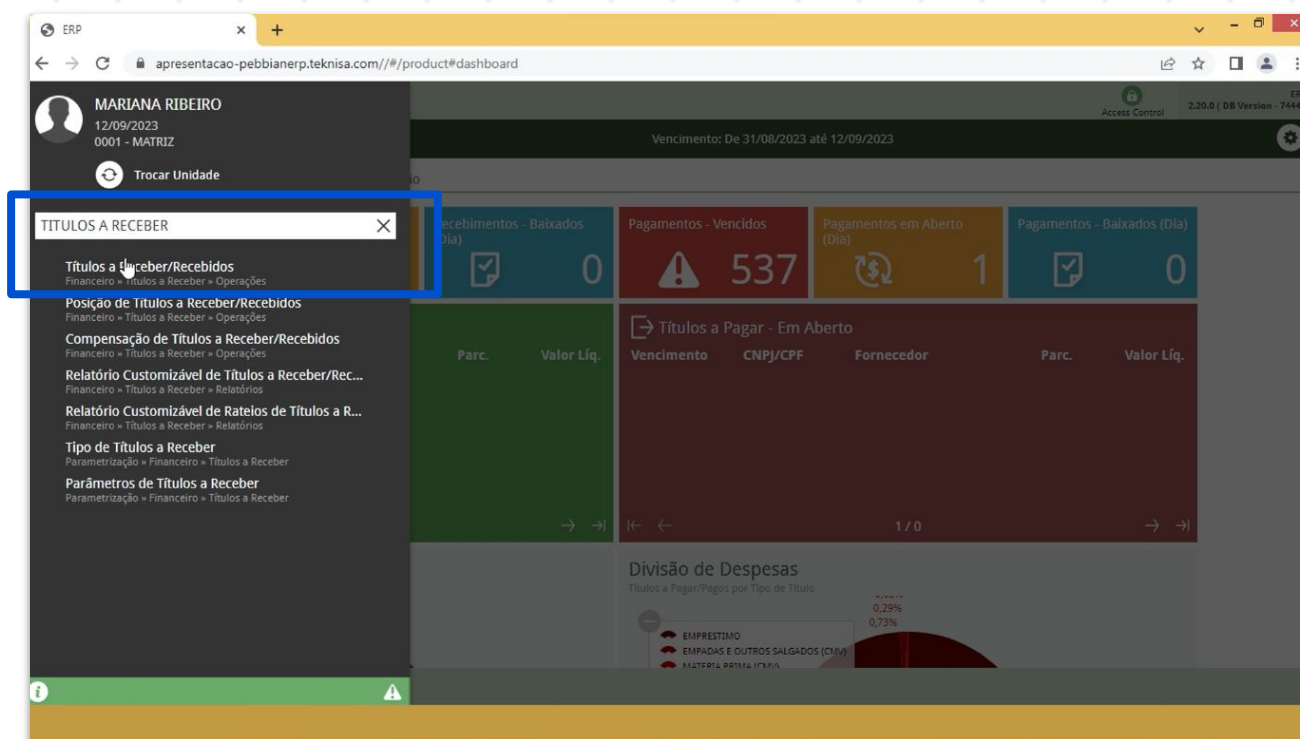 ERP
apresentacao-pebbianerp.teknisa.com//#/product#dashboard
MARIANA RIBEIRO
12/09/2023
0001 - MATRIZ
Trocar Unidade
Access Control
2.20.0 ( DB Version - 7444
Vencimento: De 31/08/2023 até 12/09/2023
TITULOS A RECEBER
Títulos a Receber/Recebidos
Financeiro » Títulos a Receber » Operações
Posição de Títulos a Receber/Recebidos
Financeiro » Títulos a Receber » Operações
Compensação de Títulos a Receber/Recebidos
Financeiro » Títulos a Receber » Operações
Relatório Customizável de Títulos a Receber/Rec...
Financeiro » Títulos a Receber » Relatórios
Relatório Customizável de Rateios de Títulos a R...
Financeiro » Títulos a Receber » Relatórios
Tipo de Títulos a Receber
Parametrização » Financeiro » Títulos a Receber
Parâmetros de Títulos a Receber
Parametrização » Financeiro » Títulos a Receber
ecebimentos - Baixados
Dia)
0
Pagamentos - Vencidos
537
Pagamentos em Aberto
(Dia)
1
Pagamentos - Baixados (Dia)
0
Parc. Valor Líq.
Títulos a Pagar - Em Aberto
Vencimento CNPJ/CPF Fornecedor Parc. Valor Líq.
1 / 0
Divisão de Despesas
Títulos a Pagar/Pagos por Tipo de Título
0,29%
0,73%
EMPRESTIMO
EMPADAS E OUTROS SALGADOS (CMV)
MATERIA PRIMA (CMV)